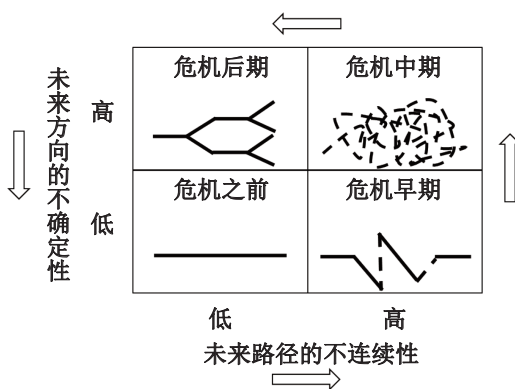 危机后期
危机中期
未来方向的不确定性
高
危机之前
危机早期
低
低
高
未来路径的不连续性